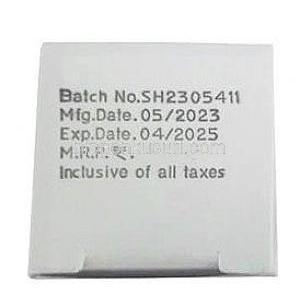 Batch No.SH2305411
Mfg.Date.05/2023
Exp.Date.04/2025
M.R.P.₹.
Inclusive of all taxes